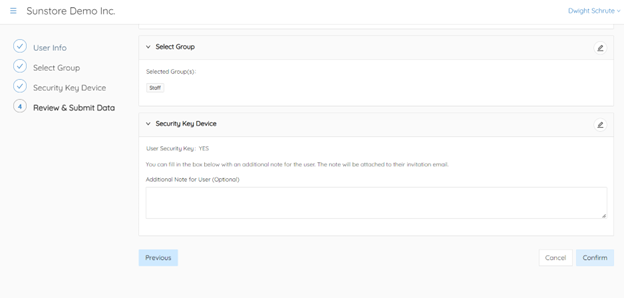 Sunstore Demo Inc.
Dwight Schrute
User Info
Select Group
Security Key Device
4 Review & Submit Data
Select Group
Selected Group(s):
Staff
Security Key Device
User Security Key: YES
You can fill in the box below with an additional note for the user. The note will be attached to their invitation email.
Additional Note for User (Optional)
Previous
Cancel
Confirm